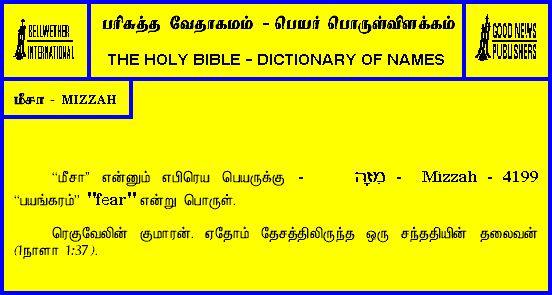 BELLWETHER
INTERNATIONAL
பரிசுத்த வேதாகமம் - பெயர் பொருள்விளக்கம்
THE HOLY BIBLE - DICTIONARY OF NAMES
GOOD NEWS
PUBLISHERS
மீசா - MIZZAH
“மீசா” என்னும் எபிரெய பெயருக்கு - מִזָּה - Mizzah - 4199
“பயங்கரம்” "fear" என்று பொருள்.
ரெகுவேலின் குமாரன். ஏதோம் தேசத்திலிருந்த ஒரு சந்ததியின் தலைவன்
(1நாளா 1:37).